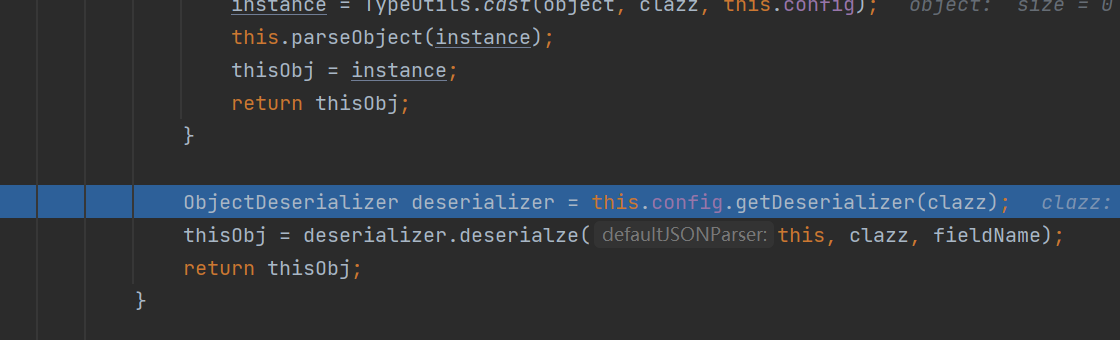 instance = TypeUtils.cast(object, clazz, this.config);   object:  size = 0
this.parseObject(instance);
thisObj = instance;
return thisObj;
}
ObjectDeserializer deserializer = this.config.getDeserializer(clazz);   clazz:
thisObj = deserializer.deserialze( defaultJSONParser: this, clazz, fieldName);
return thisObj;
}